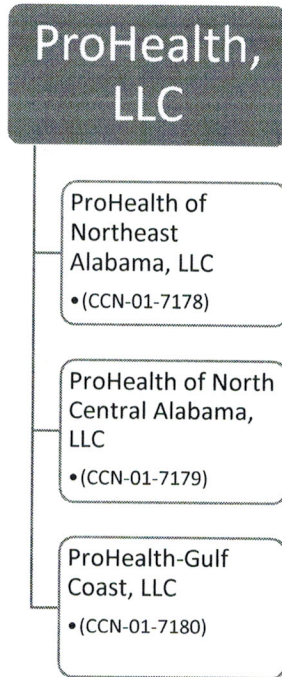 ProHealth,
LLC
ProHealth of
Northeast
Alabama, LLC
•(CCN-01-7178)
ProHealth of North
Central Alabama,
LLC
•(CCN-01-7179)
ProHealth-Gulf
Coast, LLC
•(CCN-01-7180)